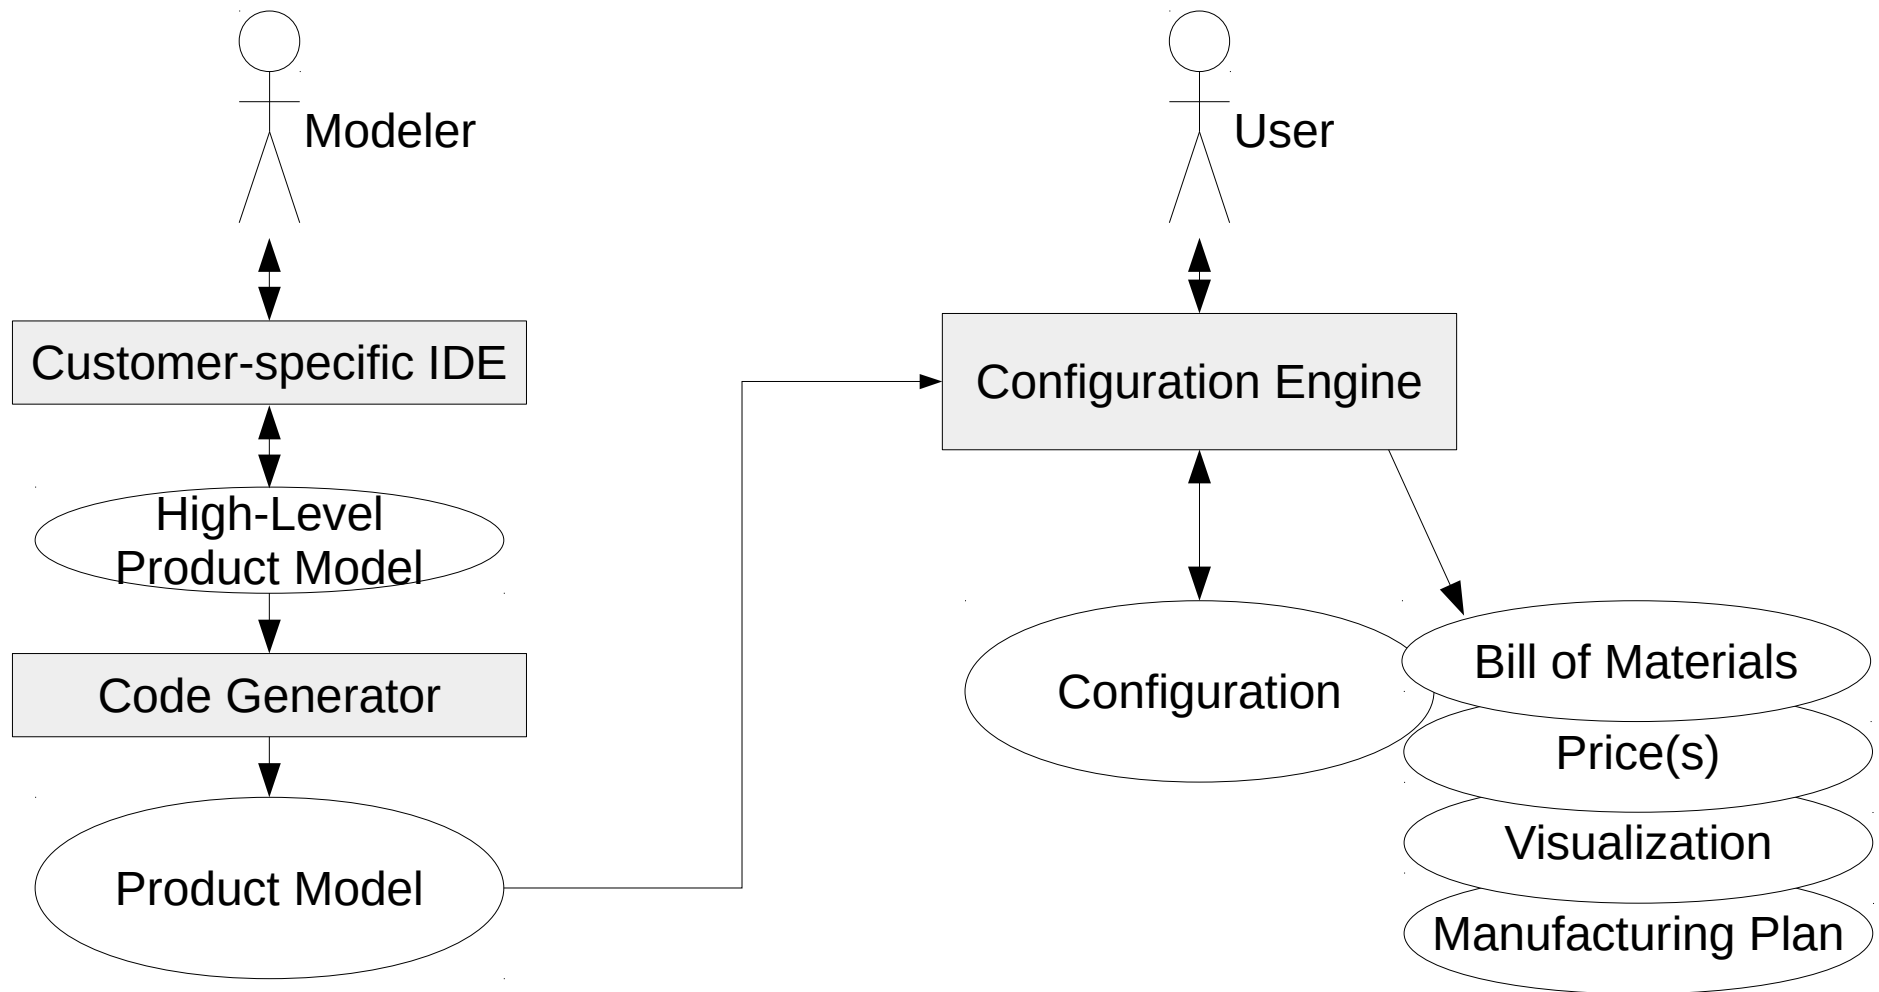 Modeler
User
Customer-specific IDE
Configuration Engine
High-Level
Product Model
Code Generator
Configuration
Bill of Materials
Price(s)
Visualization
Product Model
Manufacturing Plan